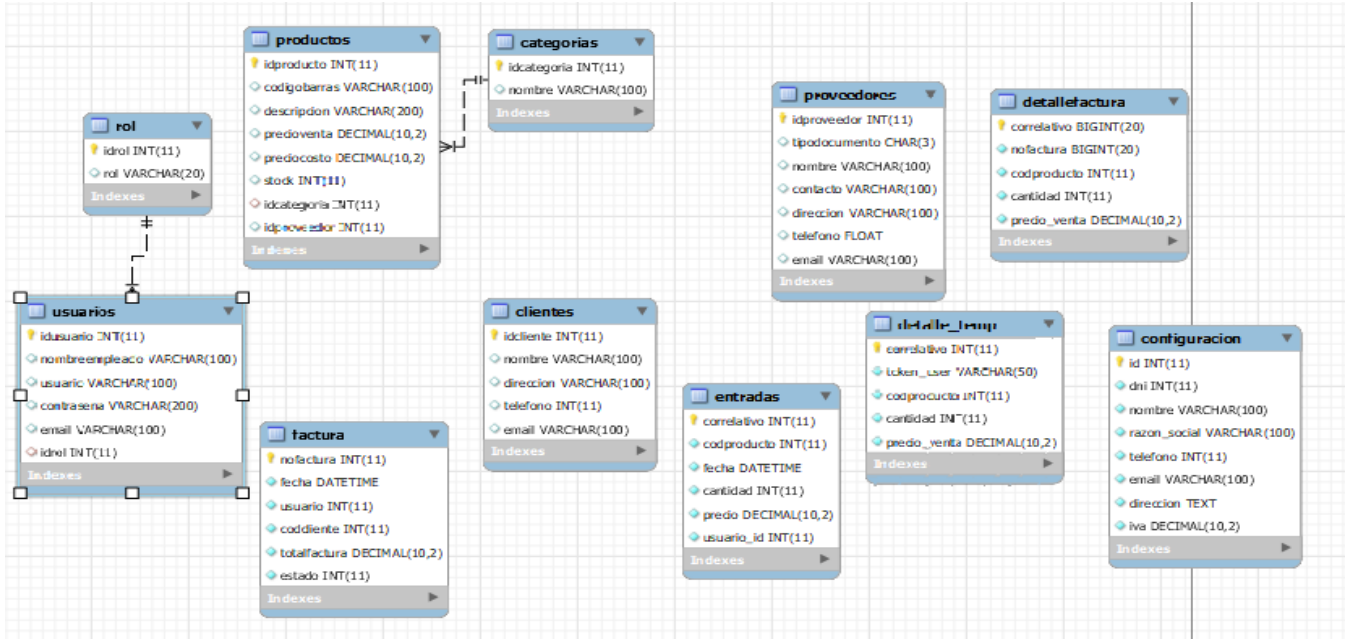 productos
idproducto INT(11)
codigobarras VARCHAR(100)
descripcion VARCHAR(200)
precioventa DECIMAL(10,2)
preciocosto DECIMAL(10,2)
stock INT(11)
idcategoria INT(11)
idproveedor INT(11)
Indexes
categorias
idcategoria INT(11)
nombre VARCHAR(100)
Indexes
proveedores
idproveedor INT(11)
tipodocumento CHAR(3)
nombre VARCHAR(100)
contacto VARCHAR(100)
direccion VARCHAR(100)
telefono FLOAT
email VARCHAR(100)
Indexes
detallefactura
correlativo BIGINT(20)
nofactura BIGINT(20)
codproducto INT(11)
cantidad INT(11)
precio_venta DECIMAL(10,2)
Indexes
rol
idrol INT(11)
rol VARCHAR(20)
Indexes
usuarios
idusuario INT(11)
nombreempleado VARCHAR(100)
usuario VARCHAR(100)
contrasena VARCHAR(200)
email VARCHAR(100)
idrol INT(11)
Indexes
factura
nofactura INT(11)
fecha DATETIME
usuario INT(11)
codcliente INT(11)
totalfactura DECIMAL(10,2)
estado INT(11)
Indexes
clientes
idcliente INT(11)
nombre VARCHAR(100)
direccion VARCHAR(100)
telefono INT(11)
email VARCHAR(100)
Indexes
entradas
correlativo INT(11)
codproducto INT(11)
fecha DATETIME
cantidad INT(11)
precio DECIMAL(10,2)
usuario_id INT(11)
Indexes
detalle_temp
correlativo INT(11)
token_user VARCHAR(50)
codproducto INT(11)
cantidad INT(11)
precio_venta DECIMAL(10,2)
Indexes
configuracion
id INT(11)
dni INT(11)
nombre VARCHAR(100)
razon_social VARCHAR(100)
telefono INT(11)
email VARCHAR(100)
direccion TEXT
iva DECIMAL(10,2)
Indexes